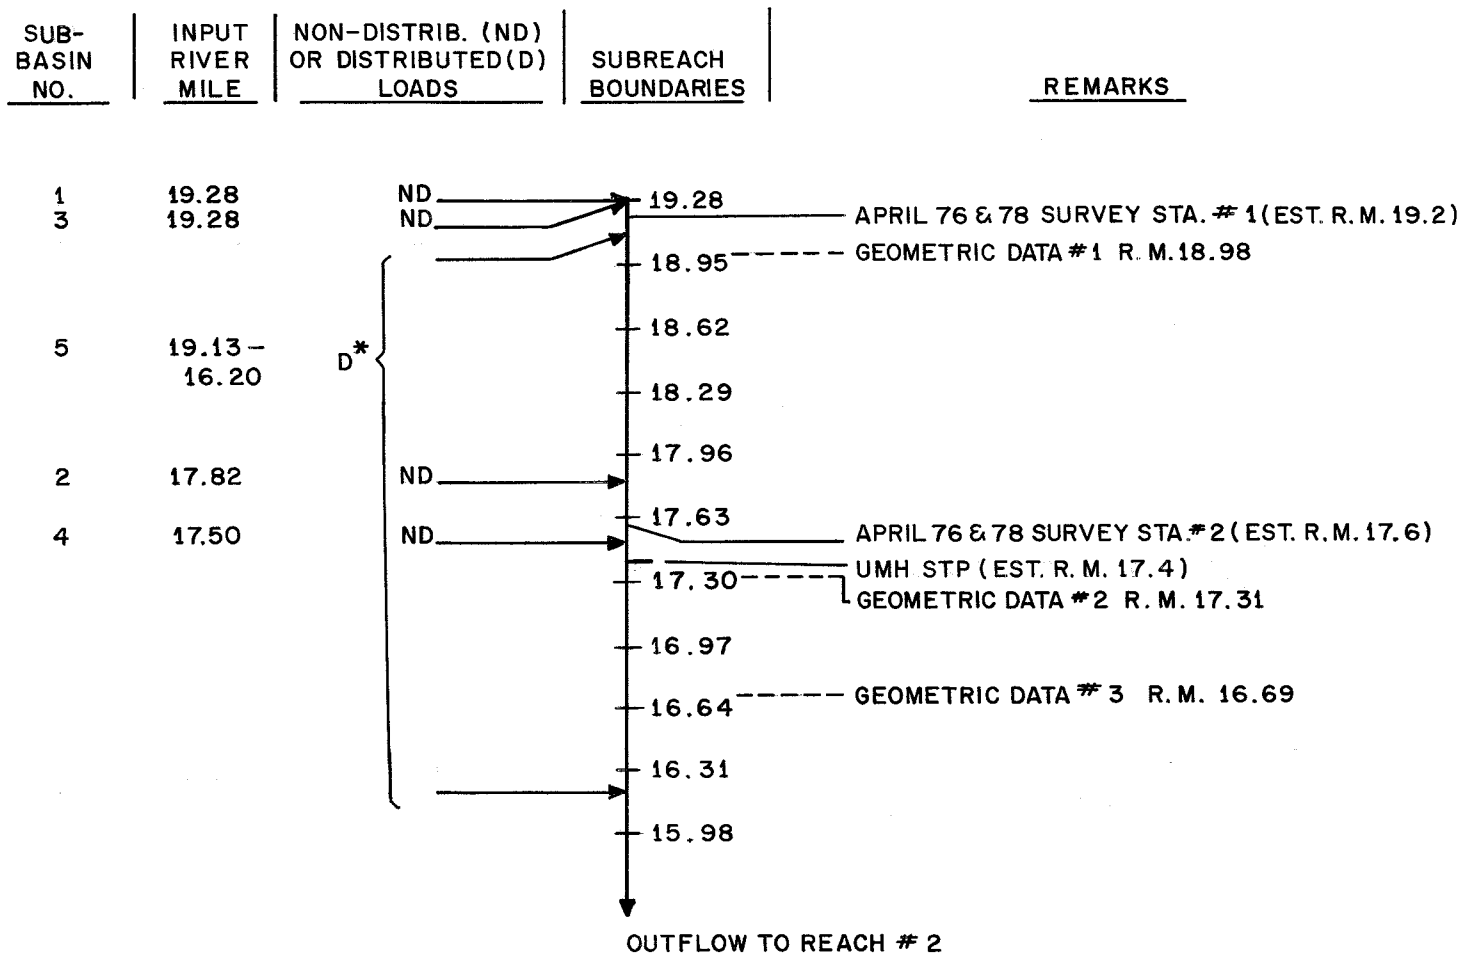 SUB-
BASIN
NO.
INPUT
RIVER
MILE
NON-DISTRIB. (ND)
OR DISTRIBUTED(D)
LOADS
SUBREACH
BOUNDARIES
REMARKS
1 19.28 ND 19.28
3 19.28 ND
APRIL 76 & 78 SURVEY STA. # 1(EST. R.M. 19.2)
18.95 GEOMETRIC DATA #1 R.M.18.98
18.62
5 19.13-
16.20
D*
18.29
17.96
2 17.82 ND
17.63
4 17.50 ND
APRIL 76 & 78 SURVEY STA.#2(EST. R.M. 17.6)
UMH STP (EST. R.M. 17.4)
17.30
GEOMETRIC DATA #2 R.M. 17.31
16.97
16.64 GEOMETRIC DATA # 3 R.M. 16.69
16.31
15.98
OUTFLOW TO REACH # 2